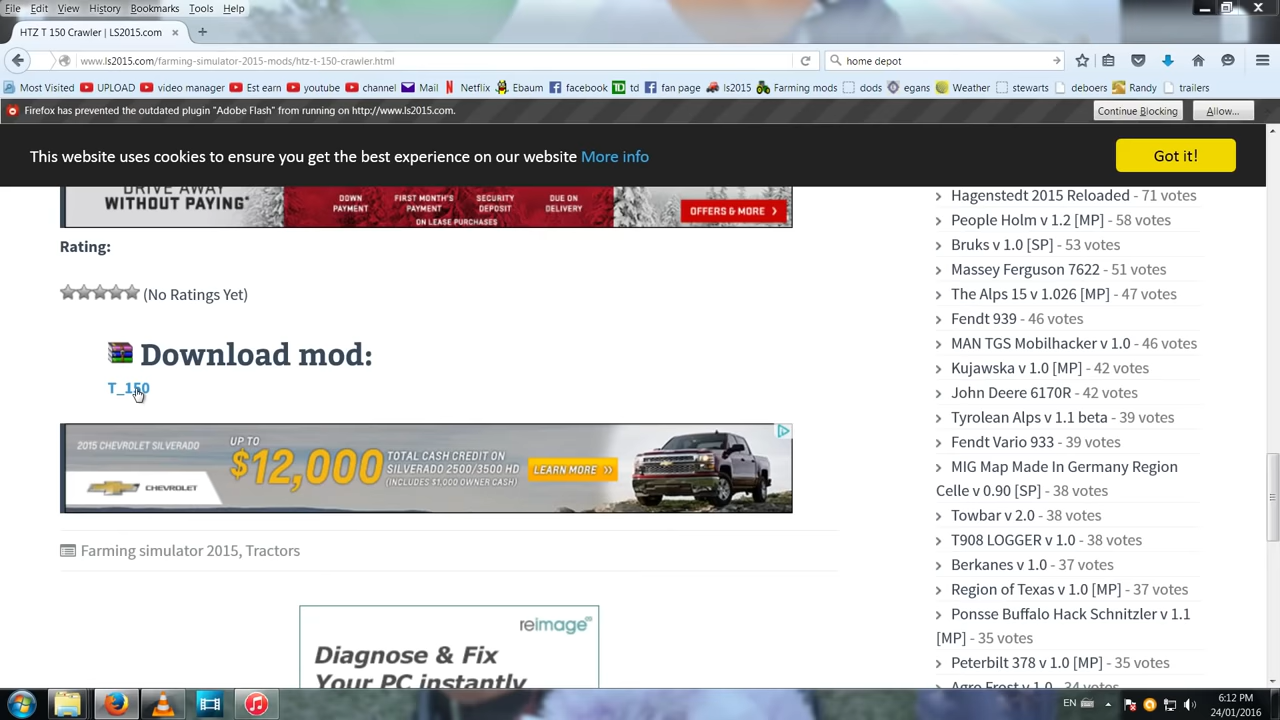 File Edit View History Bookmarks Tools Help
HTZ T 150 Crawler | LS2015.com
www.ls2015.com/farming-simulator-2015-mods/htz-t-150-crawler.html
home depot
Most Visited UPLOAD video manager Est earn youtube channel Mail Netflix Ebaum facebook td fan page ls2015 Farming mods dods egans Weather stewarts deboers Randy trailers
Firefox has prevented the outdated plugin "Adobe Flash" from running on http://www.ls2015.com.
Continue Blocking
Allow...
This website uses cookies to ensure you get the best experience on our website More info
Got it!
DRIVE AWAY
WITHOUT PAYING*
DOWN PAYMENT
FIRST MONTH'S PAYMENT
SECURITY DEPOSIT
DUE ON DELIVERY
ON LEASE PURCHASES
OFFERS & MORE
Rating:
(No Ratings Yet)
Download mod:
T_150
2015 CHEVROLET SILVERADO
CHEVROLET
UP TO
$12,000
TOTAL CASH CREDIT ON
SILVERADO 2500/3500 HD
(INCLUDES $1,000 OWNER CASH)
LEARN MORE
Farming simulator 2015, Tractors
reimage
Diagnose & Fix
Your PC instantly
Hagenstedt 2015 Reloaded - 71 votes
People Holm v 1.2 [MP] - 58 votes
Bruks v 1.0 [SP] - 53 votes
Massey Ferguson 7622 - 51 votes
The Alps 15 v 1.026 [MP] - 47 votes
Fendt 939 - 46 votes
MAN TGS Mobilhacker v 1.0 - 46 votes
Kujawska v 1.0 [MP] - 42 votes
John Deere 6170R - 42 votes
Tyrolean Alps v 1.1 beta - 39 votes
Fendt Vario 933 - 39 votes
MIG Map Made In Germany Region
Celle v 0.90 [SP] - 38 votes
Towbar v 2.0 - 38 votes
T908 LOGGER v 1.0 - 38 votes
Berkanes v 1.0 - 37 votes
Region of Texas v 1.0 [MP] - 37 votes
Ponsse Buffalo Hack Schnitzler v 1.1
[MP] - 35 votes
Peterbilt 378 v 1.0 [MP] - 35 votes
Agro Frost v 1.0 - 34 votes
EN
6:12 PM
24/01/2016